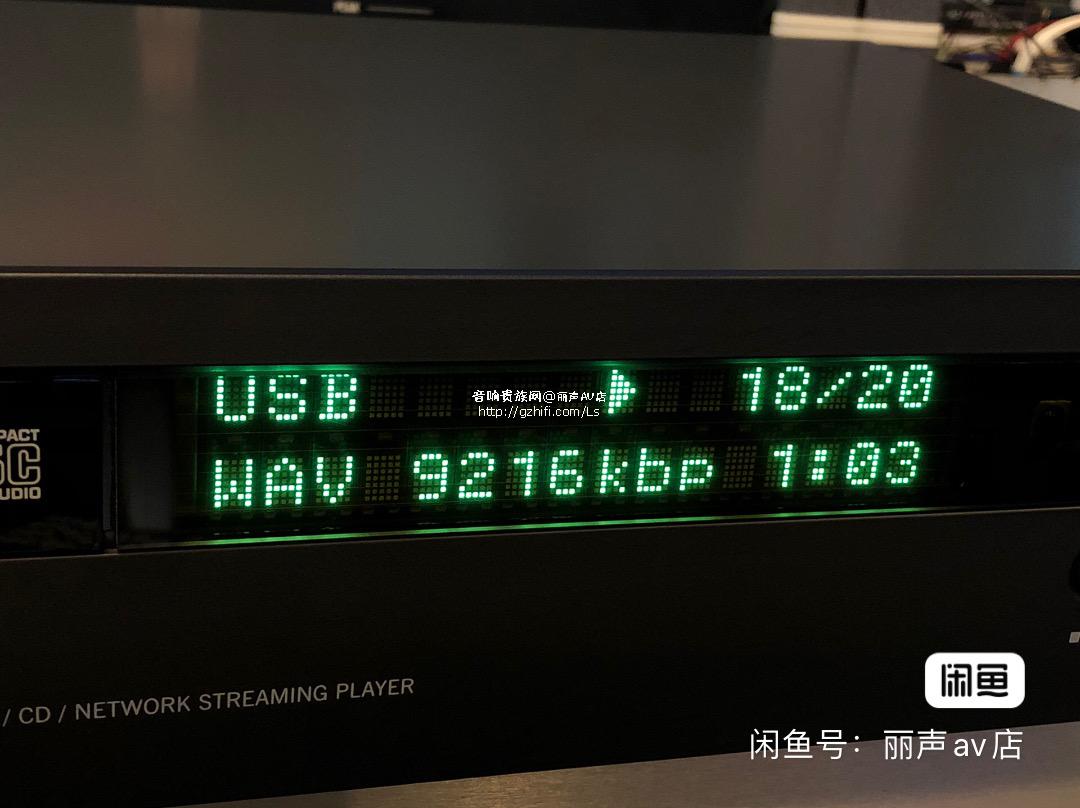 USB ▶ 18/20
音响贵族网@丽声AV店
http://gzhifi.com/Ls
WAV 9216kbp 1:03
PACT
SC
UDIO
/ CD / NETWORK STREAMING PLAYER
闲鱼
闲鱼号：丽声av店